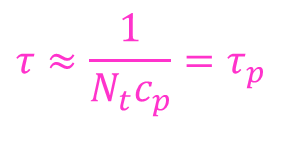 τ ≈ 1 / (N_t c_p) = τ_p